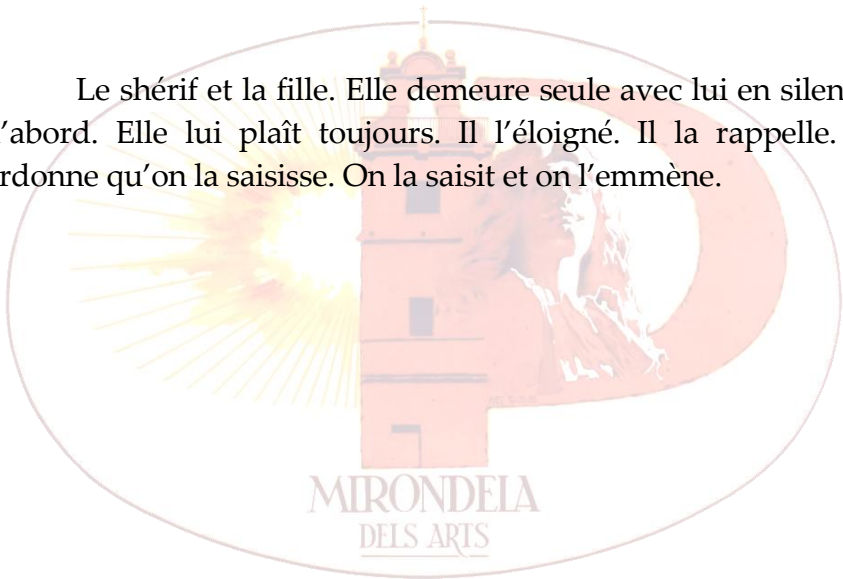 Le shérif et la fille. Elle demeure seule avec lui en silen
'abord. Elle lui plaît toujours. Il l'éloigné. Il la rappelle.
rdonne qu'on la saisisse. On la saisit et on l'emmène.
MIRONDELA
DELS ARTS